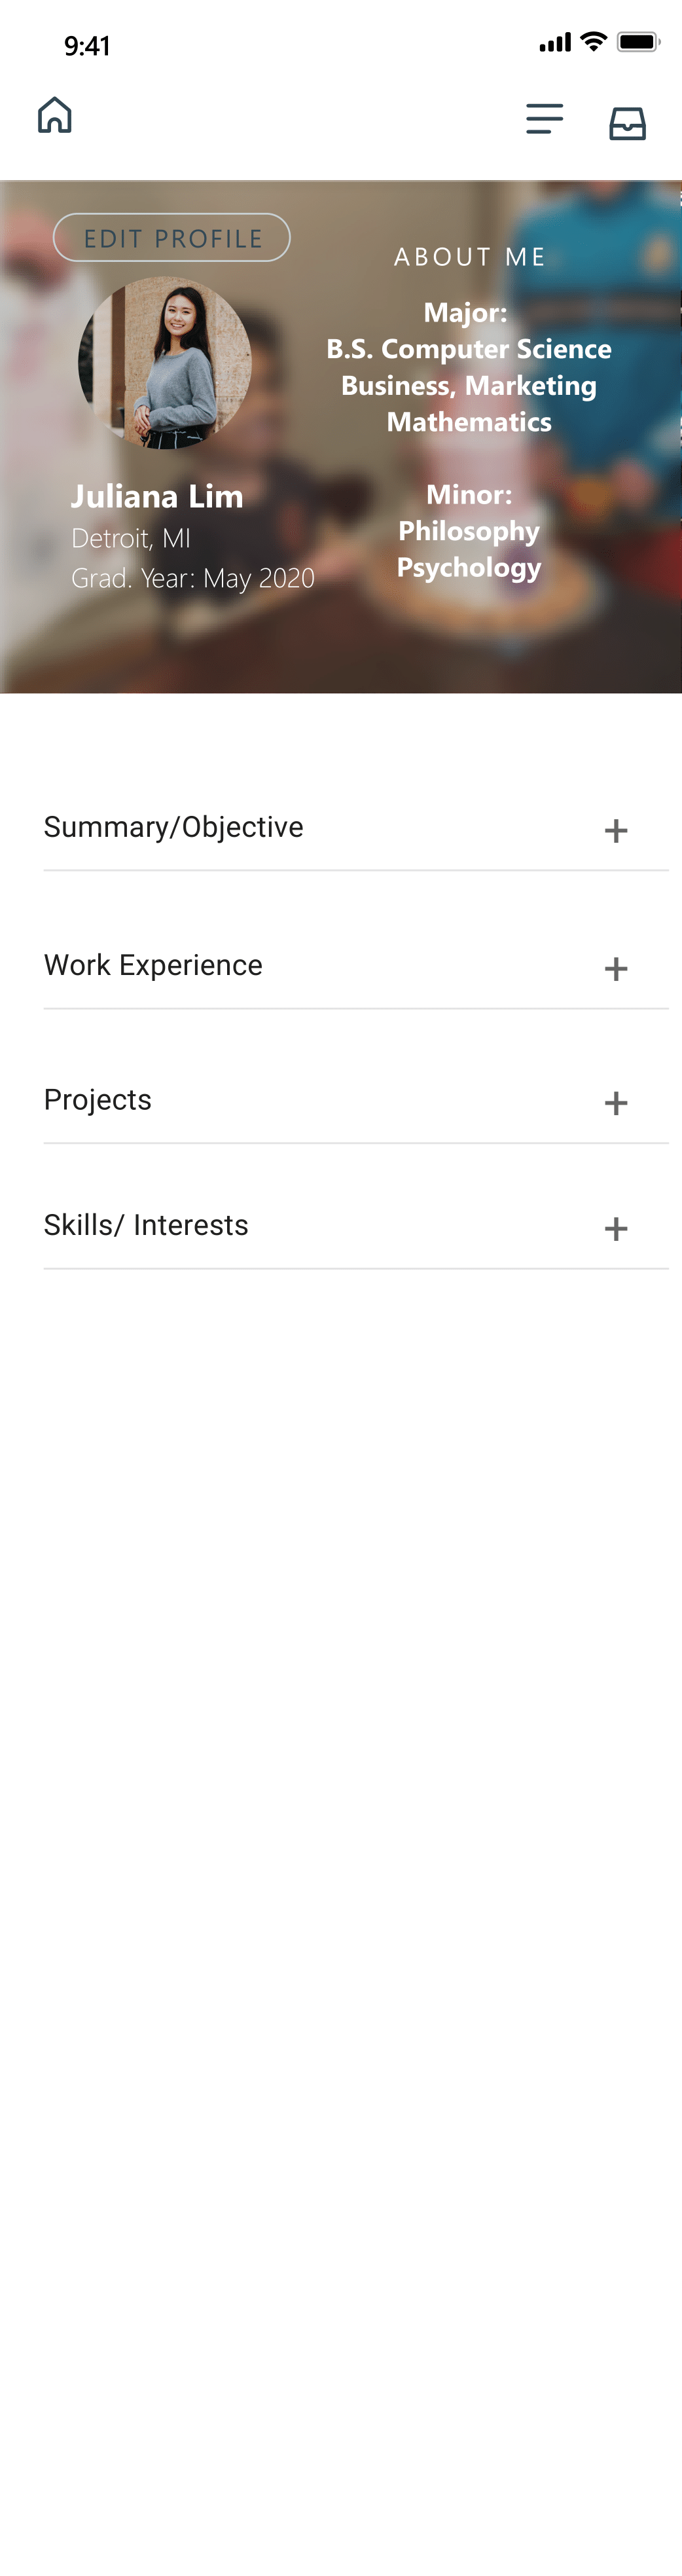 9:41
EDIT PROFILE
Juliana Lim
Detroit, MI
Grad. Year: May 2020
ABOUT ME
Major:
B.S. Computer Science
Business, Marketing
Mathematics
Minor:
Philosophy
Psychology
Summary/Objective
Work Experience
Projects
Skills/ Interests